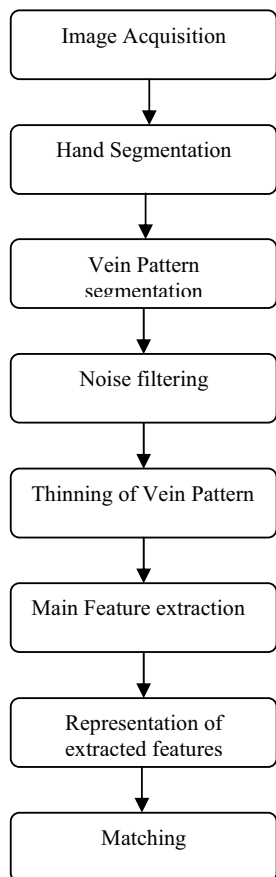 Image Acquisition
Hand Segmentation
Vein Pattern
segmentation
Noise filtering
Thinning of Vein Pattern
Main Feature extraction
Representation of
extracted features
Matching